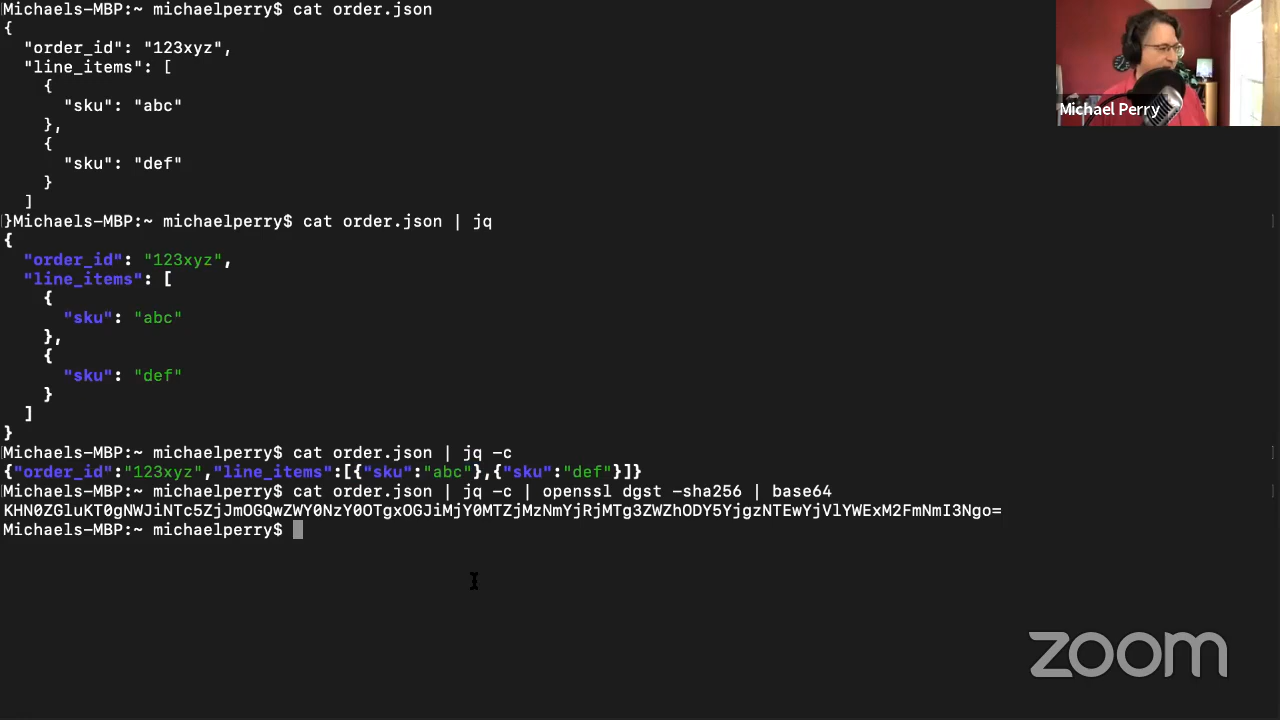 Michaels-MBP:~ michaelperry$ cat order.json
{
  "order_id": "123xyz",
  "line_items": [
    {
      "sku": "abc"
    },
    {
      "sku": "def"
    }
  ]
}Michaels-MBP:~ michaelperry$ cat order.json | jq
{
  "order_id": "123xyz",
  "line_items": [
    {
      "sku": "abc"
    },
    {
      "sku": "def"
    }
  ]
}
Michaels-MBP:~ michaelperry$ cat order.json | jq -c
{"order_id":"123xyz","line_items":[{"sku":"abc"},{"sku":"def"}]}
Michaels-MBP:~ michaelperry$ cat order.json | jq -c | openssl dgst -sha256 | base64
KHN0ZGluKT0gNWJiNTc5ZjJmOGQwZWY0NzY0OTgxOGJiMjY0MTZjMzNmYjRjMTg3ZWZhODY5YjgzNTEwYjVlYWExM2FmNmI3Ngo=
Michaels-MBP:~ michaelperry$
Michael Perry
zoom